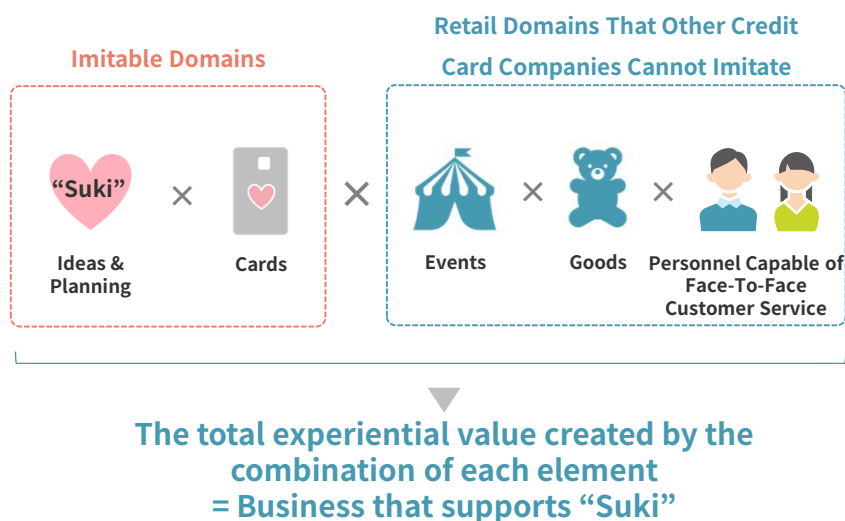 Retail Domains That Other Credit
Card Companies Cannot Imitate
Imitable Domains
“Suki”
×
×
×
×
Ideas &
Planning
Cards
Events
Goods
Personnel Capable of
Face-To-Face
Customer Service
The total experiential value created by the
combination of each element
= Business that supports “Suki”